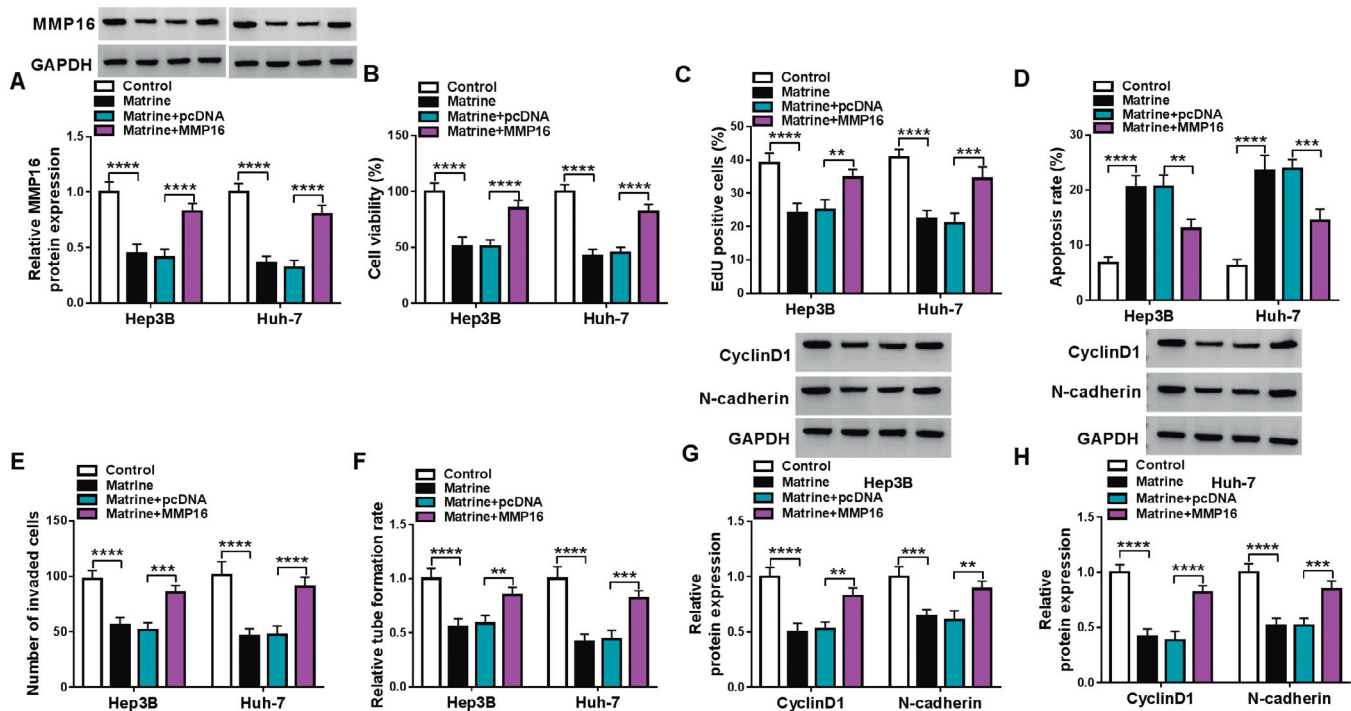 MMP16
GAPDH
A
Control
Matrine
Matrine+pcDNA
Matrine+MMP16
Relative MMP16
protein expression
1.5
1.0
0.5
0.0
**** **** **** ****
Hep3B Huh-7
B
Control
Matrine
Matrine+pcDNA
Matrine+MMP16
Cell viability (%)
150
100
50
0
**** **** **** ****
Hep3B Huh-7
C
Control
Matrine
Matrine+pcDNA
Matrine+MMP16
EdU positive cells (%)
50
40
30
20
10
0
**** ** **** ***
Hep3B Huh-7
D
Control
Matrine
Matrine+pcDNA
Matrine+MMP16
Apoptosis rate (%)
30
20
10
0
**** ** **** ***
Hep3B Huh-7
CyclinD1
N-cadherin
GAPDH
CyclinD1
N-cadherin
GAPDH
E
Control
Matrine
Matrine+pcDNA
Matrine+MMP16
Number of invaded cells
150
100
50
0
**** *** **** ****
Hep3B Huh-7
F
Control
Matrine
Matrine+pcDNA
Matrine+MMP16
Relative tube formation rate
1.5
1.0
0.5
0.0
**** ** **** ***
Hep3B Huh-7
G
Hep3B
Control
Matrine
Matrine+pcDNA
Matrine+MMP16
Relative
protein expression
1.5
1.0
0.5
0.0
**** ** *** **
CyclinD1 N-cadherin
H
Huh-7
Control
Matrine
Matrine+pcDNA
Matrine+MMP16
Relative
protein expression
1.5
1.0
0.5
0.0
**** **** **** ***
CyclinD1 N-cadherin